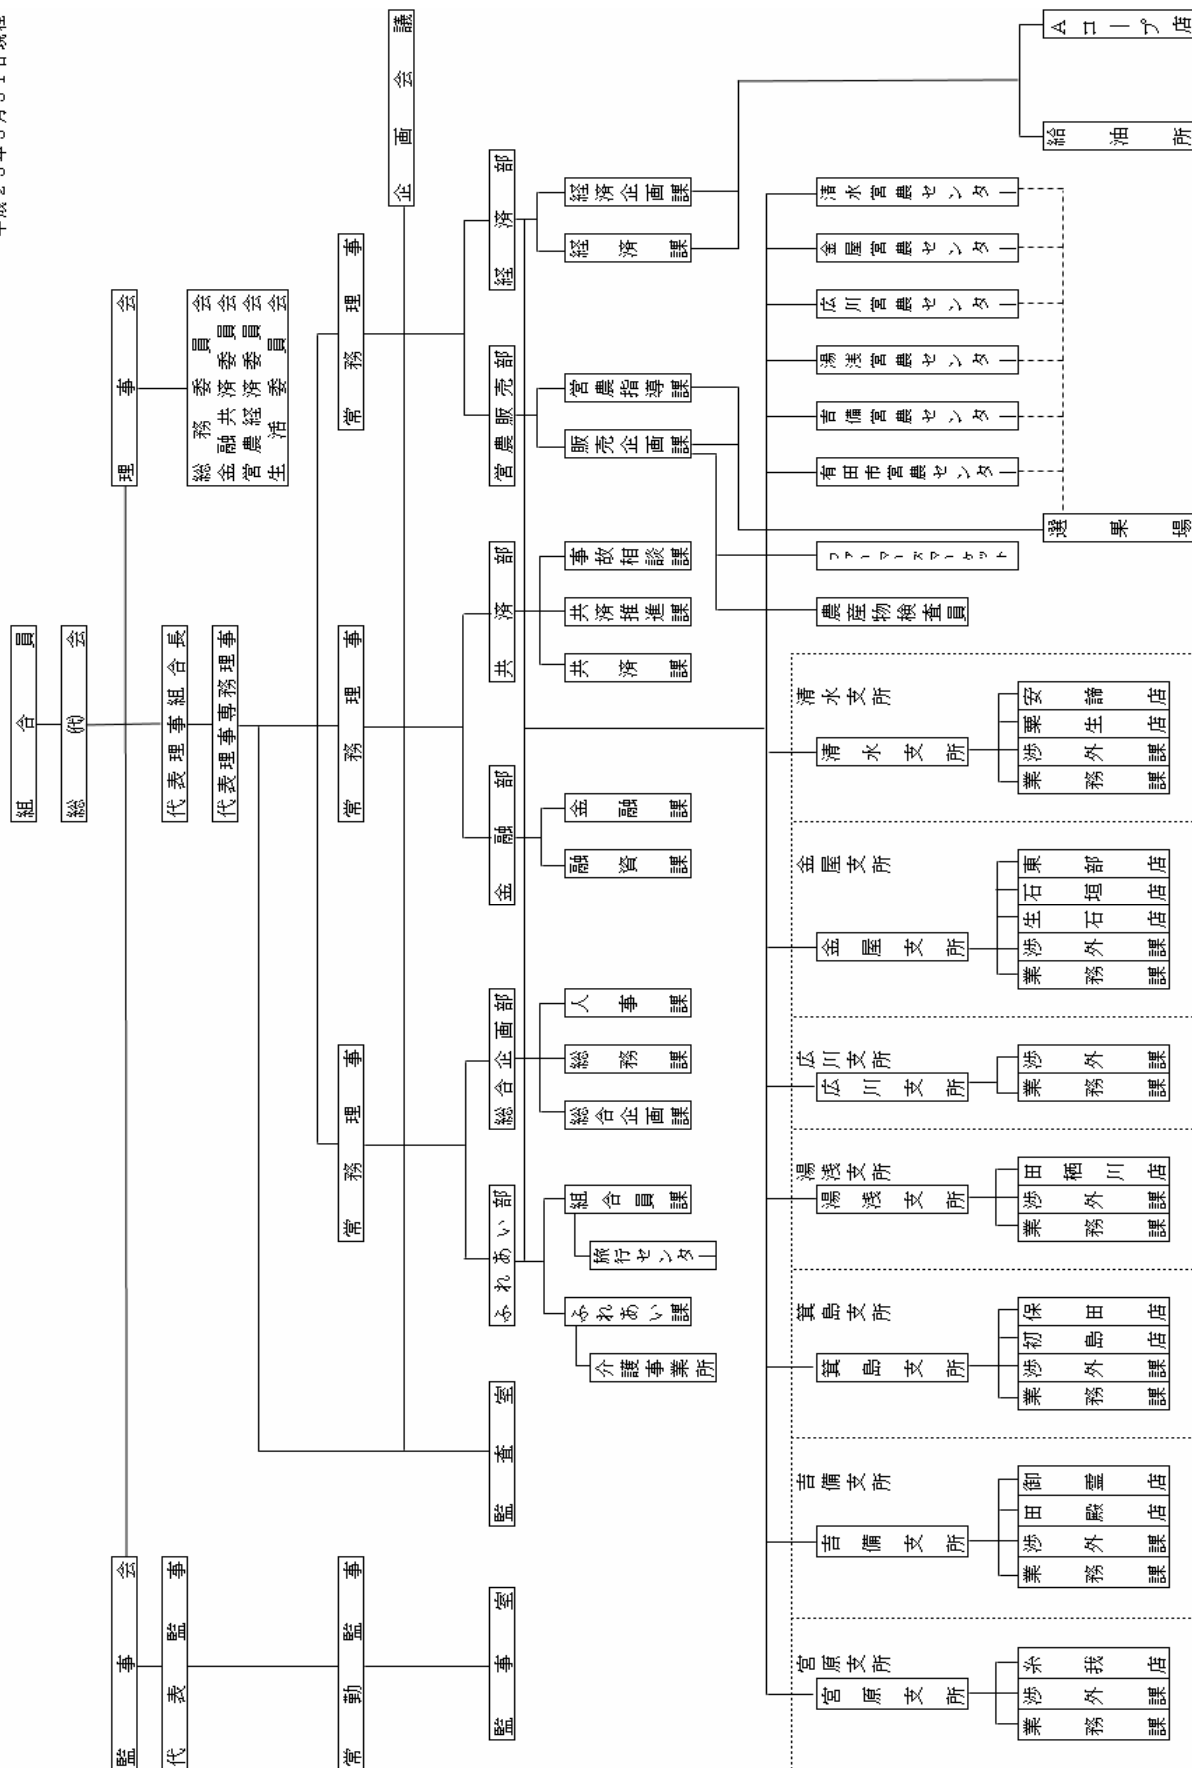 組合員
総(代)会
理事会
監事会
総務委員会
金融共済委員会
営農経済委員会
生活委員会
代表理事組合長
代表監事
代表理事専務理事
常務理事
常務理事
常務理事
常勤監事
企画会議
監事室
監査室
ふれあい部
総合企画部
金融部
共済部
営農販売部
経済部
介護事業所
ふれあい課
旅行センター
組合員課
総合企画課
総務課
人事課
融資課
金融課
共済課
共済推進課
事故相談課
販売企画課
営農指導課
経済課
経済企画課
農産物検査員
ファーマーズマーケット
有田市営農センター
吉備営農センター
湯浅営農センター
広川営農センター
金屋営農センター
清水営農センター
選果場
給油所
Aコープ店
宮原支所
宮原支所
業務課
渉外課
糸我店
吉備支所
吉備支所
業務課
渉外課
田殿店
御霊店
箕島支所
箕島支所
業務課
渉外課
初島店
保田店
湯浅支所
湯浅支所
業務課
渉外課
田栖川店
広川支所
広川支所
業務課
渉外課
金屋支所
金屋支所
業務課
渉外課
生石店
石垣店
東部店
清水支所
清水支所
業務課
渉外課
粟生店
安諦店